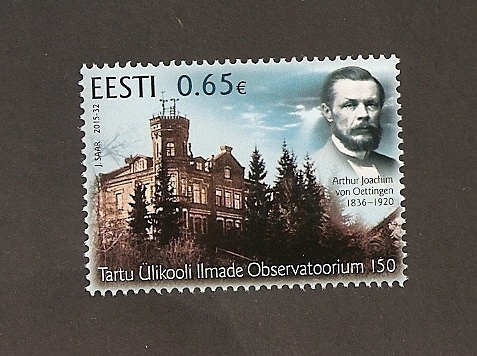 EESTI 0.65€
J. SAAR 2015-32
Arthur Joachim
von Oettingen
1836–1920
Tartu Ülikooli Ilmade Observatoorium 150